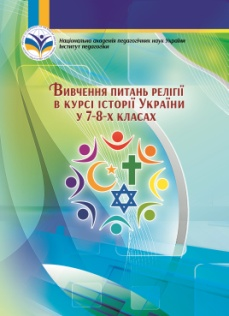 Національна академія педагогічних наук України
Інститут педагогіки
Вивчення питань релігії
в курсі історії України
у 7-8-х класах